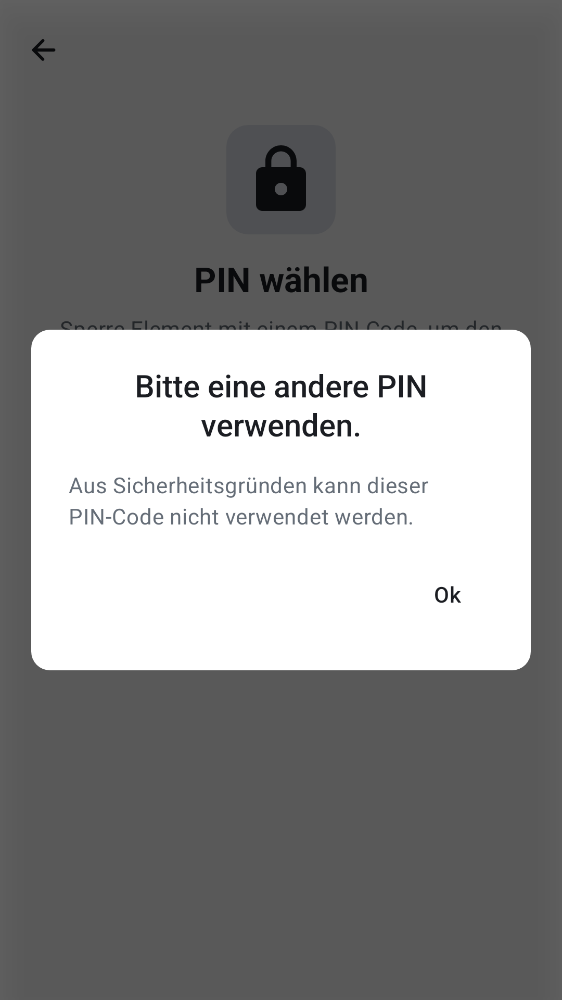 PIN wählen
Sperre Element mit einem PIN Code, um den
Bitte eine andere PIN
verwenden.
Aus Sicherheitsgründen kann dieser
PIN-Code nicht verwendet werden.
Ok